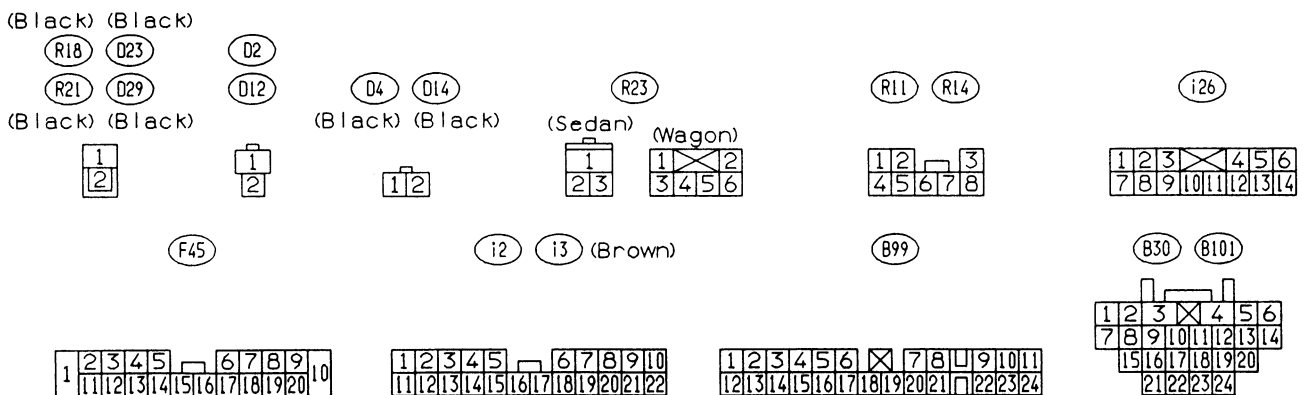 (Black) (Black)
R18 D23 D2
R21 D29 D12 D4 D14 R23 R11 R14 i26
(Black) (Black) (Black) (Black) (Sedan) (Wagon)
1 1 1 1 2 1 2 3 1 2 3 4 5 6
2 2 1 2 2 3 3 4 5 6 4 5 6 7 8 7 8 9 10 11 12 13 14
F45 i2 i3 (Brown) B99 B30 B101
1 2 3 4 5 6
7 8 9 10 11 12 13 14
1 2 3 4 5 6 7 8 9 10 1 2 3 4 5 6 7 8 9 10 1 2 3 4 5 6 7 8 9 10 11 15 16 17 18 19 20
11 12 13 14 15 16 17 18 19 20 11 12 13 14 15 16 17 18 19 20 21 22 12 13 14 15 16 17 18 19 20 21 22 23 24 21 22 23 24